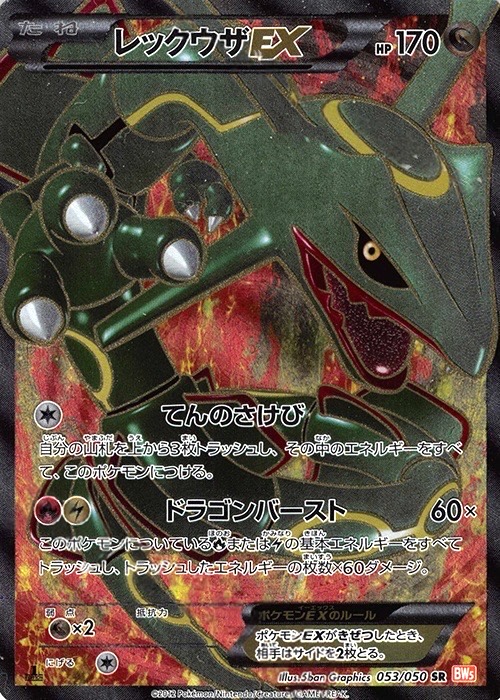 たね レックウザEX HP170
てんのさけび
自分の山札を上から3枚トラッシュし、その中のエネルギーをすべ
て、このポケモンにつける。
ドラゴンバースト 60×
このポケモンについている炎または雷の基本エネルギーをすべて
トラッシュし、トラッシュしたエネルギーの枚数×60ダメージ。
弱点 抵抗力
×2
にげる
ポケモンEXのルール
ポケモンEXがきぜつしたとき、
相手はサイドを2枚とる。
illus. 5ban Graphics 053/050 SR BW5
©2012 Pokémon/Nintendo/Creatures/GAME FREAK.